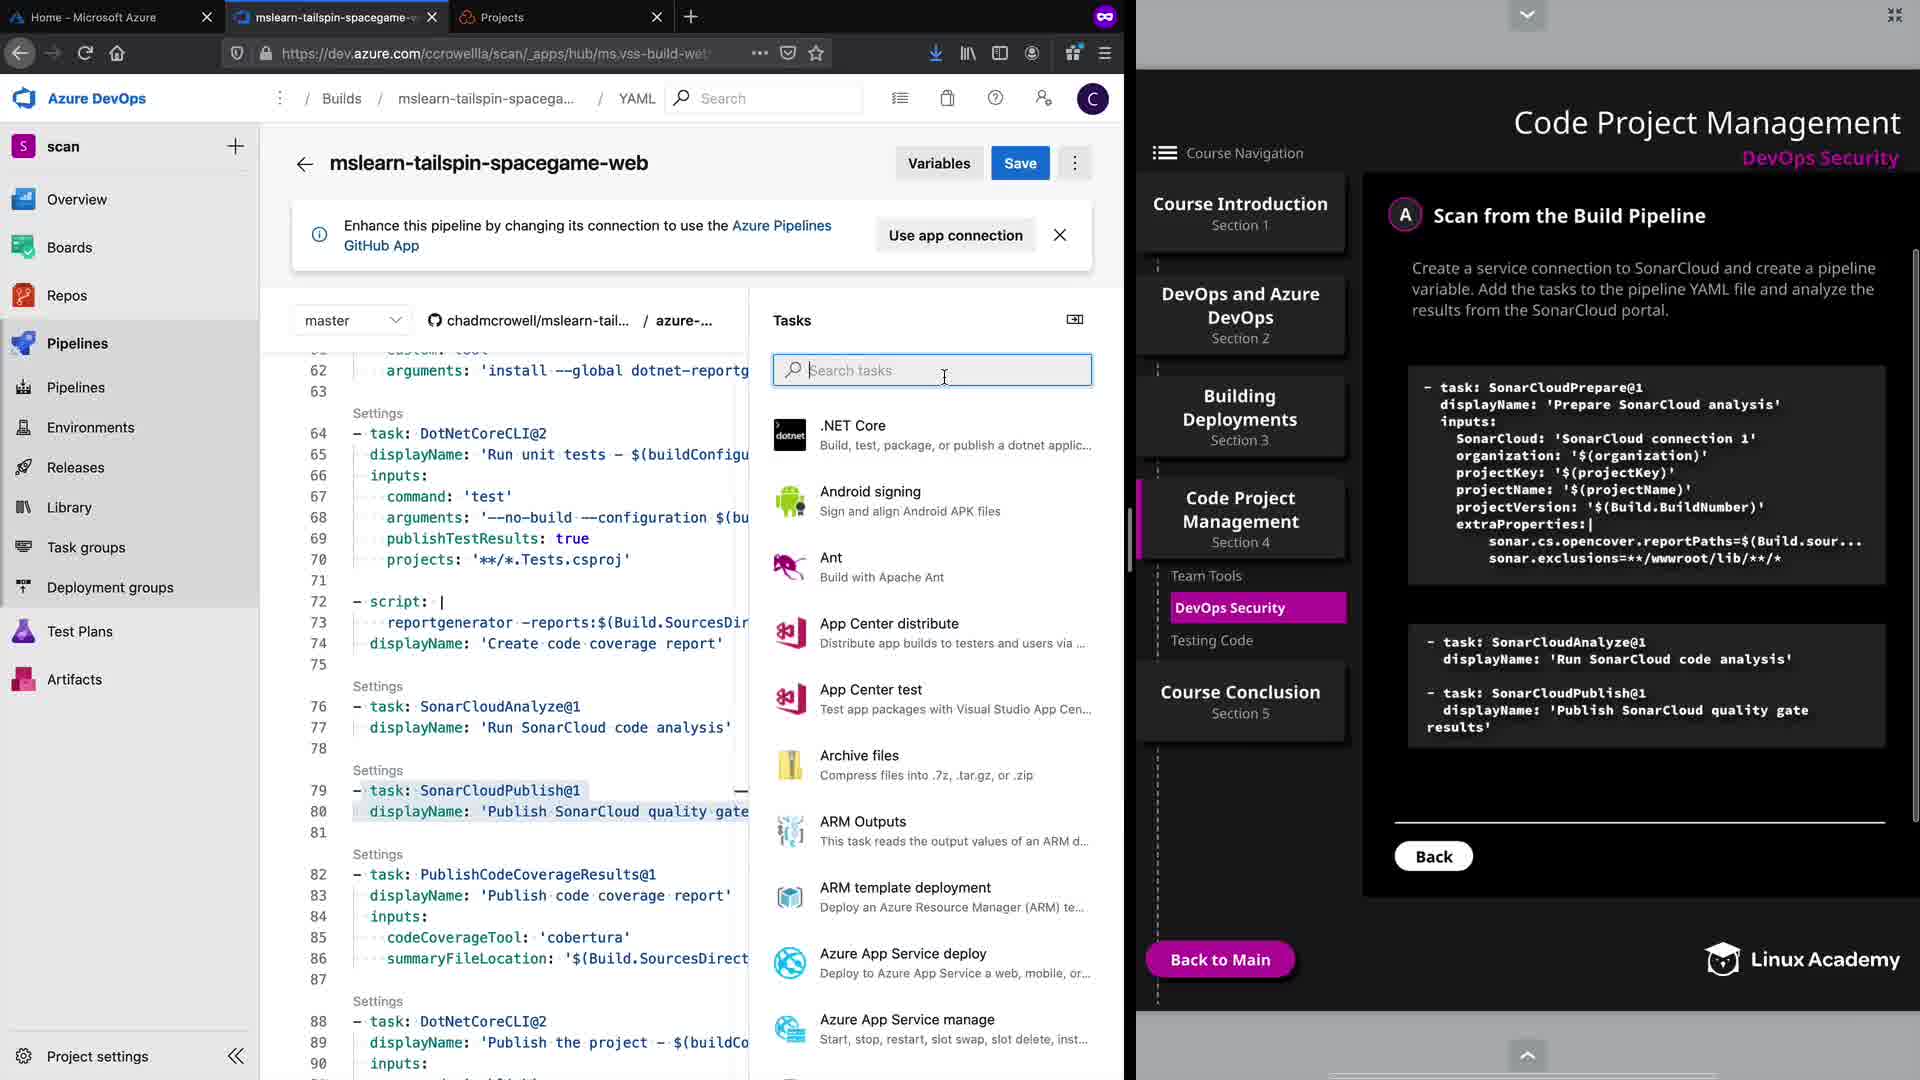 Home - Microsoft Azure
mslearn-tailspin-spacegame-w
Projects
https://dev.azure.com/ccrowellla/scan/_apps/hub/ms.vss-build-web
Azure DevOps
/ Builds / mslearn-tailspin-spacega... / YAML
Search
C
S scan
Overview
Boards
Repos
Pipelines
Pipelines
Environments
Releases
Library
Task groups
Deployment groups
Test Plans
Artifacts
Project settings
mslearn-tailspin-spacegame-web
Variables
Save
Enhance this pipeline by changing its connection to use the Azure Pipelines
GitHub App
Use app connection
master
chadmcrowell/mslearn-tail... / azure-...
62 arguments: 'install --global dotnet-reportg
63
Settings
64 - task: DotNetCoreCLI@2
65 displayName: 'Run unit tests - $(buildConfigu
66 inputs:
67 command: 'test'
68 arguments: '--no-build --configuration $(bu
69 publishTestResults: true
70 projects: '**/*.Tests.csproj'
71
72 - script: |
73 reportgenerator -reports:$(Build.SourcesDir
74 displayName: 'Create code coverage report'
75
Settings
76 - task: SonarCloudAnalyze@1
77 displayName: 'Run SonarCloud code analysis'
78
Settings
79 - task: SonarCloudPublish@1
80 displayName: 'Publish SonarCloud quality gate
81
Settings
82 - task: PublishCodeCoverageResults@1
83 displayName: 'Publish code coverage report'
84 inputs:
85 codeCoverageTool: 'cobertura'
86 summaryFileLocation: '$(Build.SourcesDirect
87
Settings
88 - task: DotNetCoreCLI@2
89 displayName: 'Publish the project - $(buildCo
90 inputs:
Tasks
Search tasks
dotnet
.NET Core
Build, test, package, or publish a dotnet applic...
Android signing
Sign and align Android APK files
Ant
Build with Apache Ant
App Center distribute
Distribute app builds to testers and users via ...
App Center test
Test app packages with Visual Studio App Cen...
Archive files
Compress files into .7z, .tar.gz, or .zip
ARM Outputs
This task reads the output values of an ARM d...
ARM template deployment
Deploy an Azure Resource Manager (ARM) te...
Azure App Service deploy
Deploy to Azure App Service a web, mobile, or...
Azure App Service manage
Start, stop, restart, slot swap, slot delete, inst...
Code Project Management
DevOps Security
Course Navigation
Course Introduction
Section 1
DevOps and Azure
DevOps
Section 2
Building
Deployments
Section 3
Code Project
Management
Section 4
Team Tools
DevOps Security
Testing Code
Course Conclusion
Section 5
Back to Main
A Scan from the Build Pipeline
Create a service connection to SonarCloud and create a pipeline
variable. Add the tasks to the pipeline YAML file and analyze the
results from the SonarCloud portal.
- task: SonarCloudPrepare@1
displayName: 'Prepare SonarCloud analysis'
inputs:
SonarCloud: 'SonarCloud connection 1'
organization: '$(organization)'
projectKey: '$(projectKey)'
projectName: '$(projectName)'
projectVersion: '$(Build.BuildNumber)'
extraProperties:|
sonar.cs.opencover.reportPaths=$(Build.sour...
sonar.exclusions=**/wwwroot/lib/**/*
- task: SonarCloudAnalyze@1
displayName: 'Run SonarCloud code analysis'
- task: SonarCloudPublish@1
displayName: 'Publish SonarCloud quality gate
results'
Back
Linux Academy